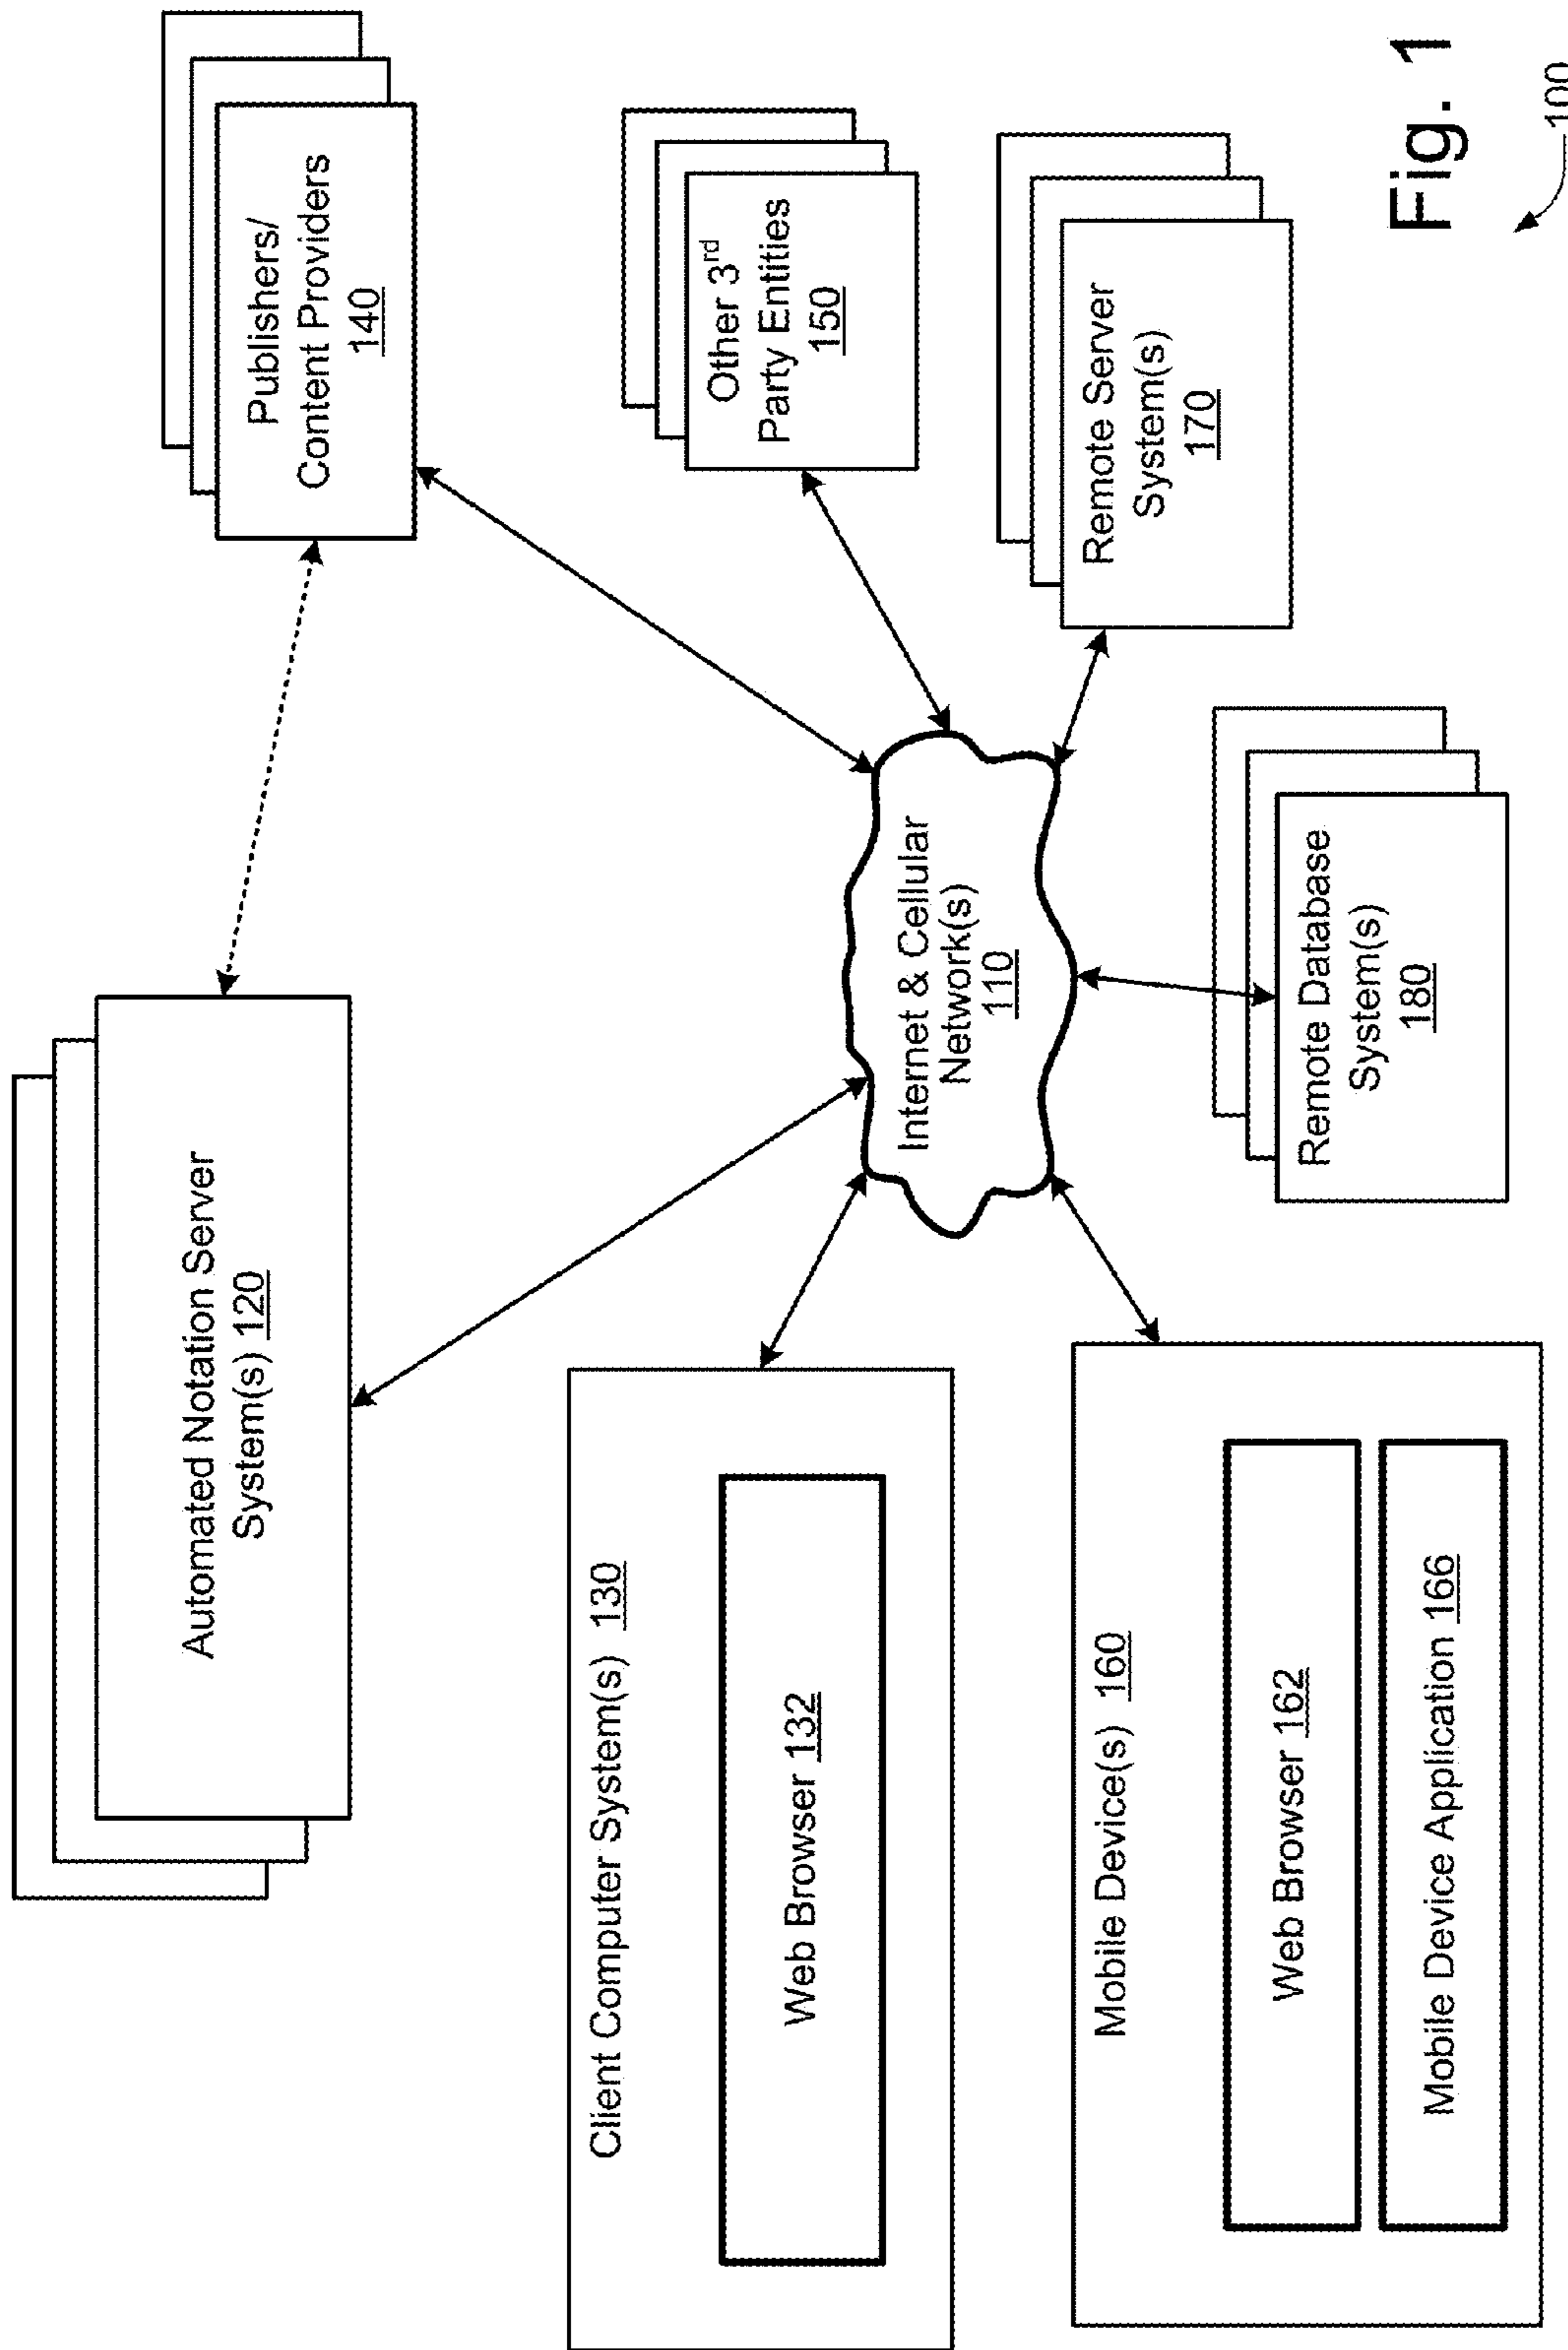 Automated Notation Server
System(s) 120
Publishers/
Content Providers
140
Client Computer System(s) 130
Web Browser 132
Internet & Cellular
Network(s)
110
Other 3rd
Party Entities
150
Mobile Device(s) 160
Web Browser 162
Mobile Device Application 166
Remote Database
System(s)
180
Remote Server
System(s)
170
Fig. 1
100